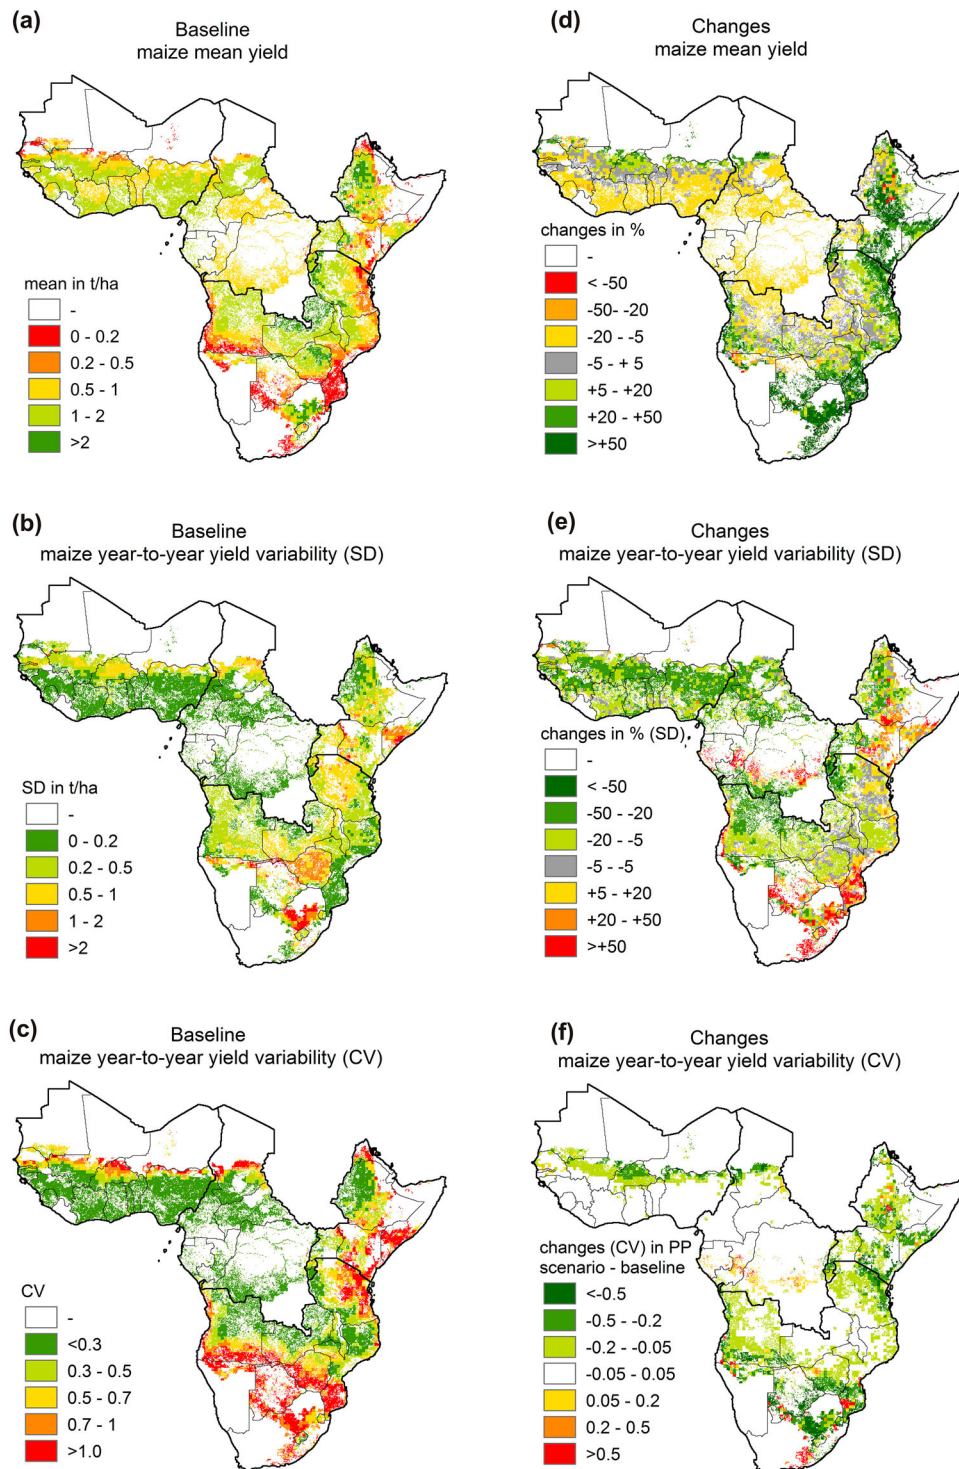 (a)
Baseline
maize mean yield
mean in t/ha
-
0 - 0.2
0.2 - 0.5
0.5 - 1
1 - 2
>2
(d)
Changes
maize mean yield
changes in %
-
< -50
-50- -20
-20 - -5
-5 - + 5
+5 - +20
+20 - +50
>+50
(b)
Baseline
maize year-to-year yield variability (SD)
SD in t/ha
-
0 - 0.2
0.2 - 0.5
0.5 - 1
1 - 2
>2
(e)
Changes
maize year-to-year yield variability (SD)
changes in % (SD)
-
< -50
-50 - -20
-20 - -5
-5 - -5
+5 - +20
+20 - +50
>+50
(c)
Baseline
maize year-to-year yield variability (CV)
CV
-
<0.3
0.3 - 0.5
0.5 - 0.7
0.7 - 1
>1.0
(f)
Changes
maize year-to-year yield variability (CV)
changes (CV) in PP
scenario - baseline
<-0.5
-0.5 - -0.2
-0.2 - -0.05
-0.05 - 0.05
0.05 - 0.2
0.2 - 0.5
>0.5